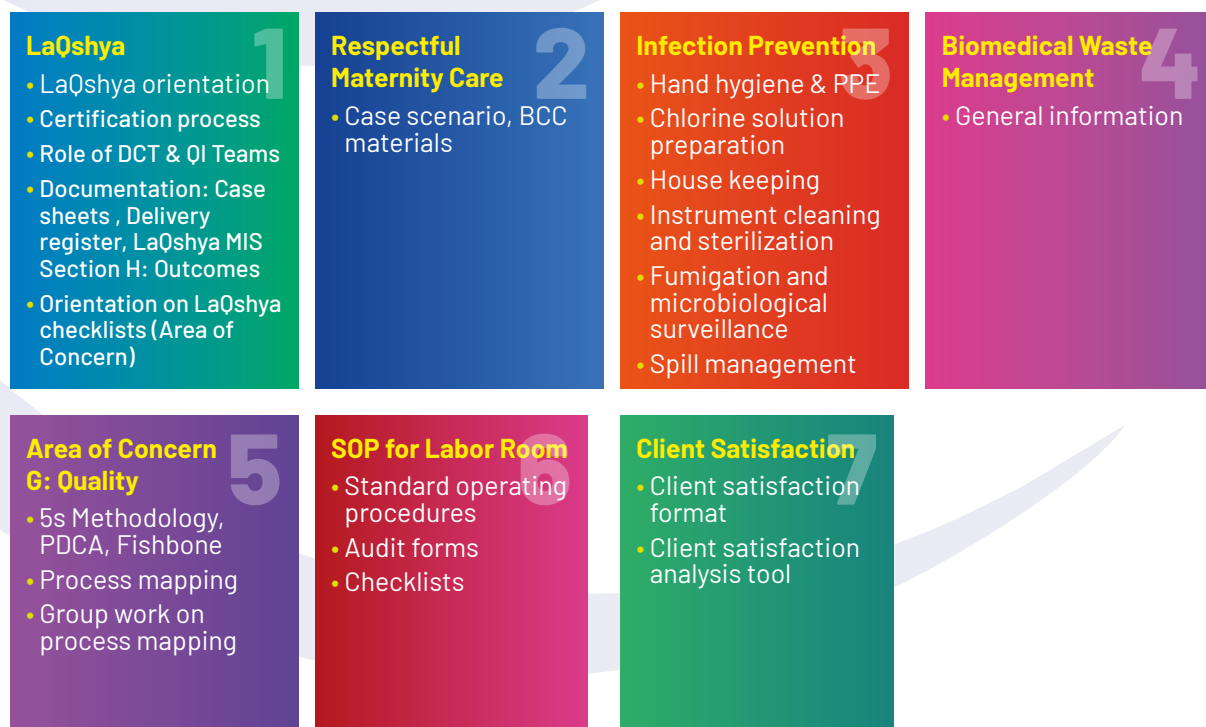 1
LaQshya
• LaQshya orientation
• Certification process
• Role of DCT & QI Teams
• Documentation: Case
sheets , Delivery
register, LaQshya MIS
Section H: Outcomes
• Orientation on LaQshya
checklists (Area of
Concern)
2
Respectful
Maternity Care
• Case scenario, BCC
materials
3
Infection Prevention
• Hand hygiene & PPE
• Chlorine solution
preparation
• House keeping
• Instrument cleaning
and sterilization
• Fumigation and
microbiological
surveillance
• Spill management
4
Biomedical Waste
Management
• General information
5
Area of Concern
G: Quality
• 5s Methodology,
PDCA, Fishbone
• Process mapping
• Group work on
process mapping
6
SOP for Labor Room
• Standard operating
procedures
• Audit forms
• Checklists
7
Client Satisfaction
• Client satisfaction
format
• Client satisfaction
analysis tool